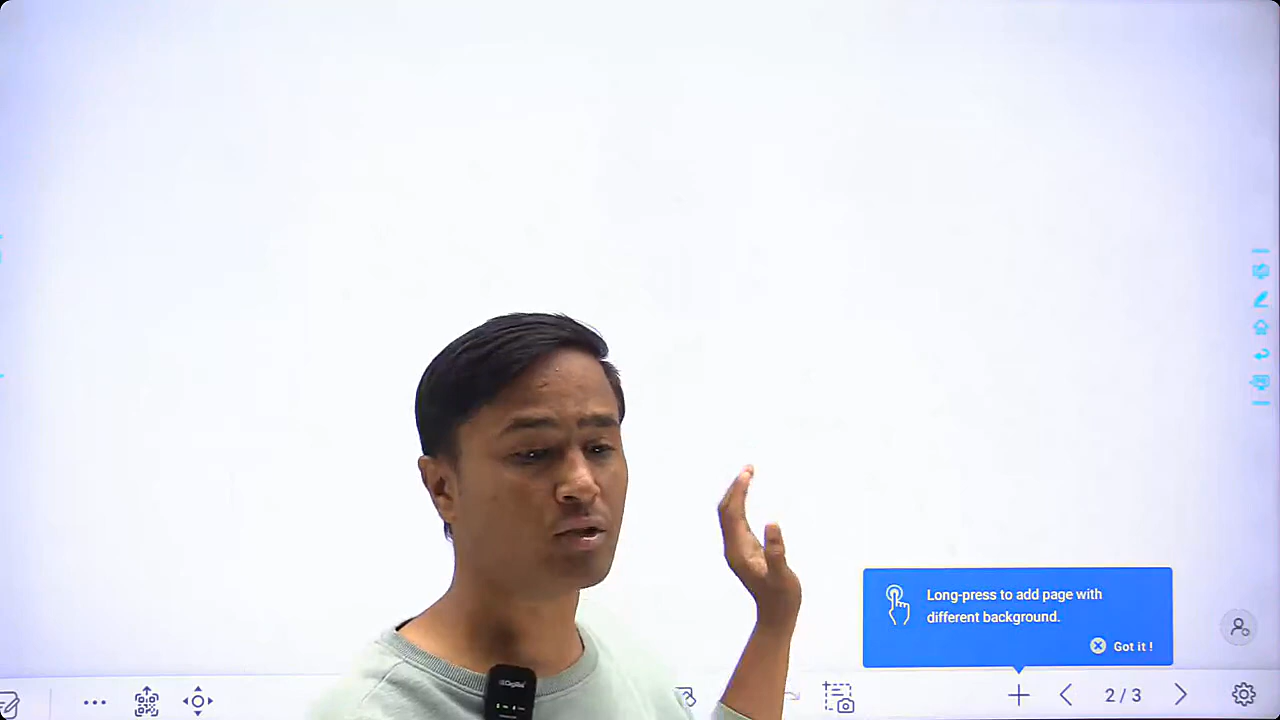 Long-press to add page with
different background.
Got it !
2 / 3